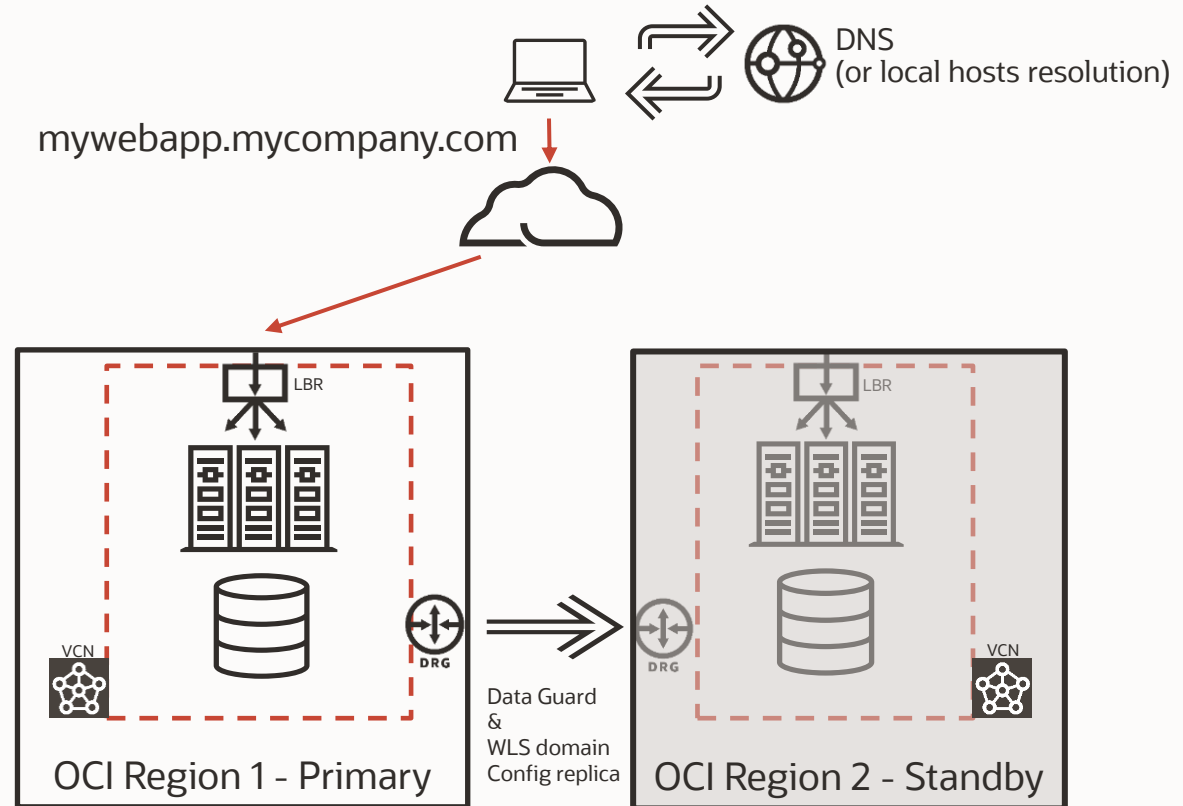 DNS
(or local hosts resolution)
mywebapp.mycompany.com
LBR
VCN
DRG
OCI Region 1 - Primary
Data Guard
&
WLS domain
Config replica
LBR
DRG
VCN
OCI Region 2 - Standby